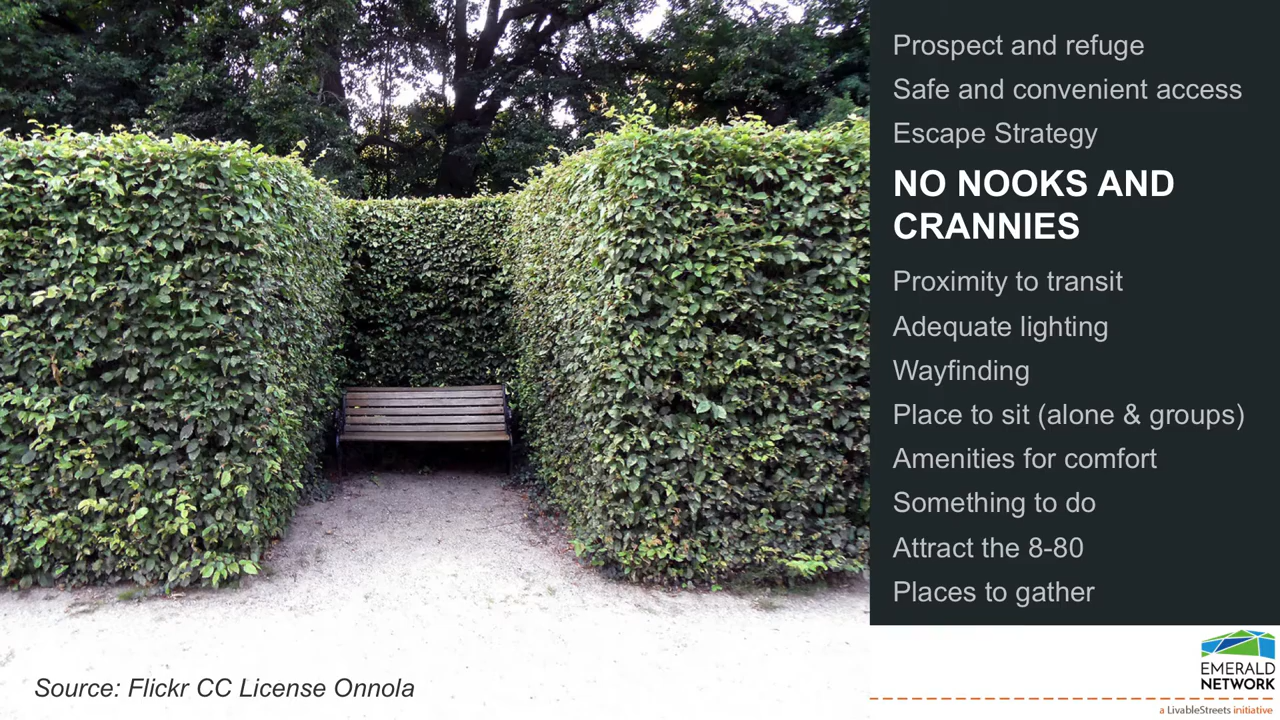 Prospect and refuge
Safe and convenient access
Escape Strategy
NO NOOKS AND
CRANNIES
Proximity to transit
Adequate lighting
Wayfinding
Place to sit (alone & groups)
Amenities for comfort
Something to do
Attract the 8-80
Places to gather
Source: Flickr CC License Onnola
EMERALD
NETWORK
a LivableStreets initiative